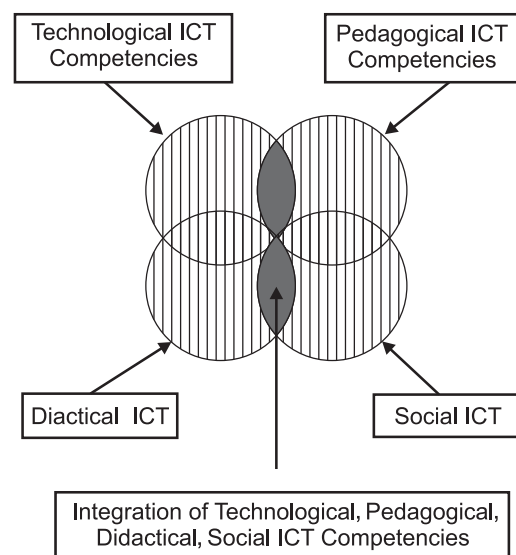 Technological ICT
Competencies
Pedagogical ICT
Competencies
Diactical ICT
Social ICT
Integration of Technological, Pedagogical,
Didactical, Social ICT Competencies